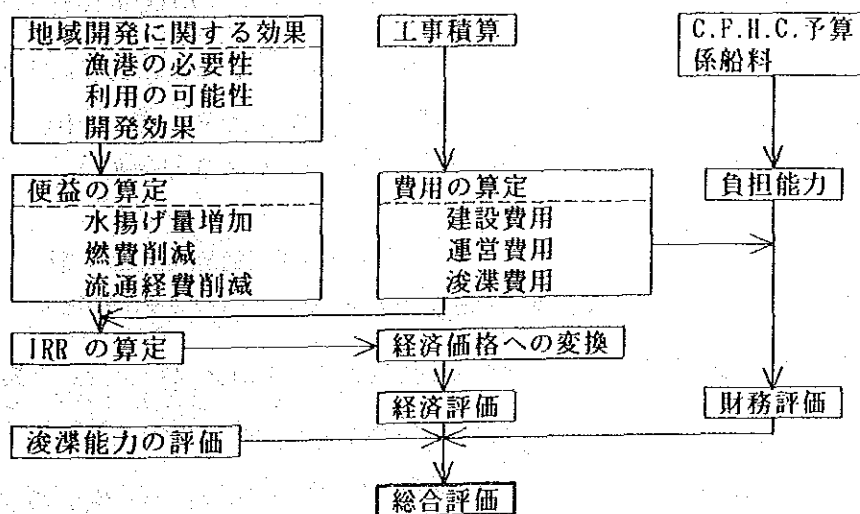 地域開発に関する効果
漁港の必要性
利用の可能性
開発効果
工事積算
C.F.H.C.予算
係船料
便益の算定
水揚げ量増加
燃費削減
流通経費削減
費用の算定
建設費用
運営費用
浚渫費用
負担能力
IRR の算定
経済価格への変換
経済評価
財務評価
浚渫能力の評価
総合評価